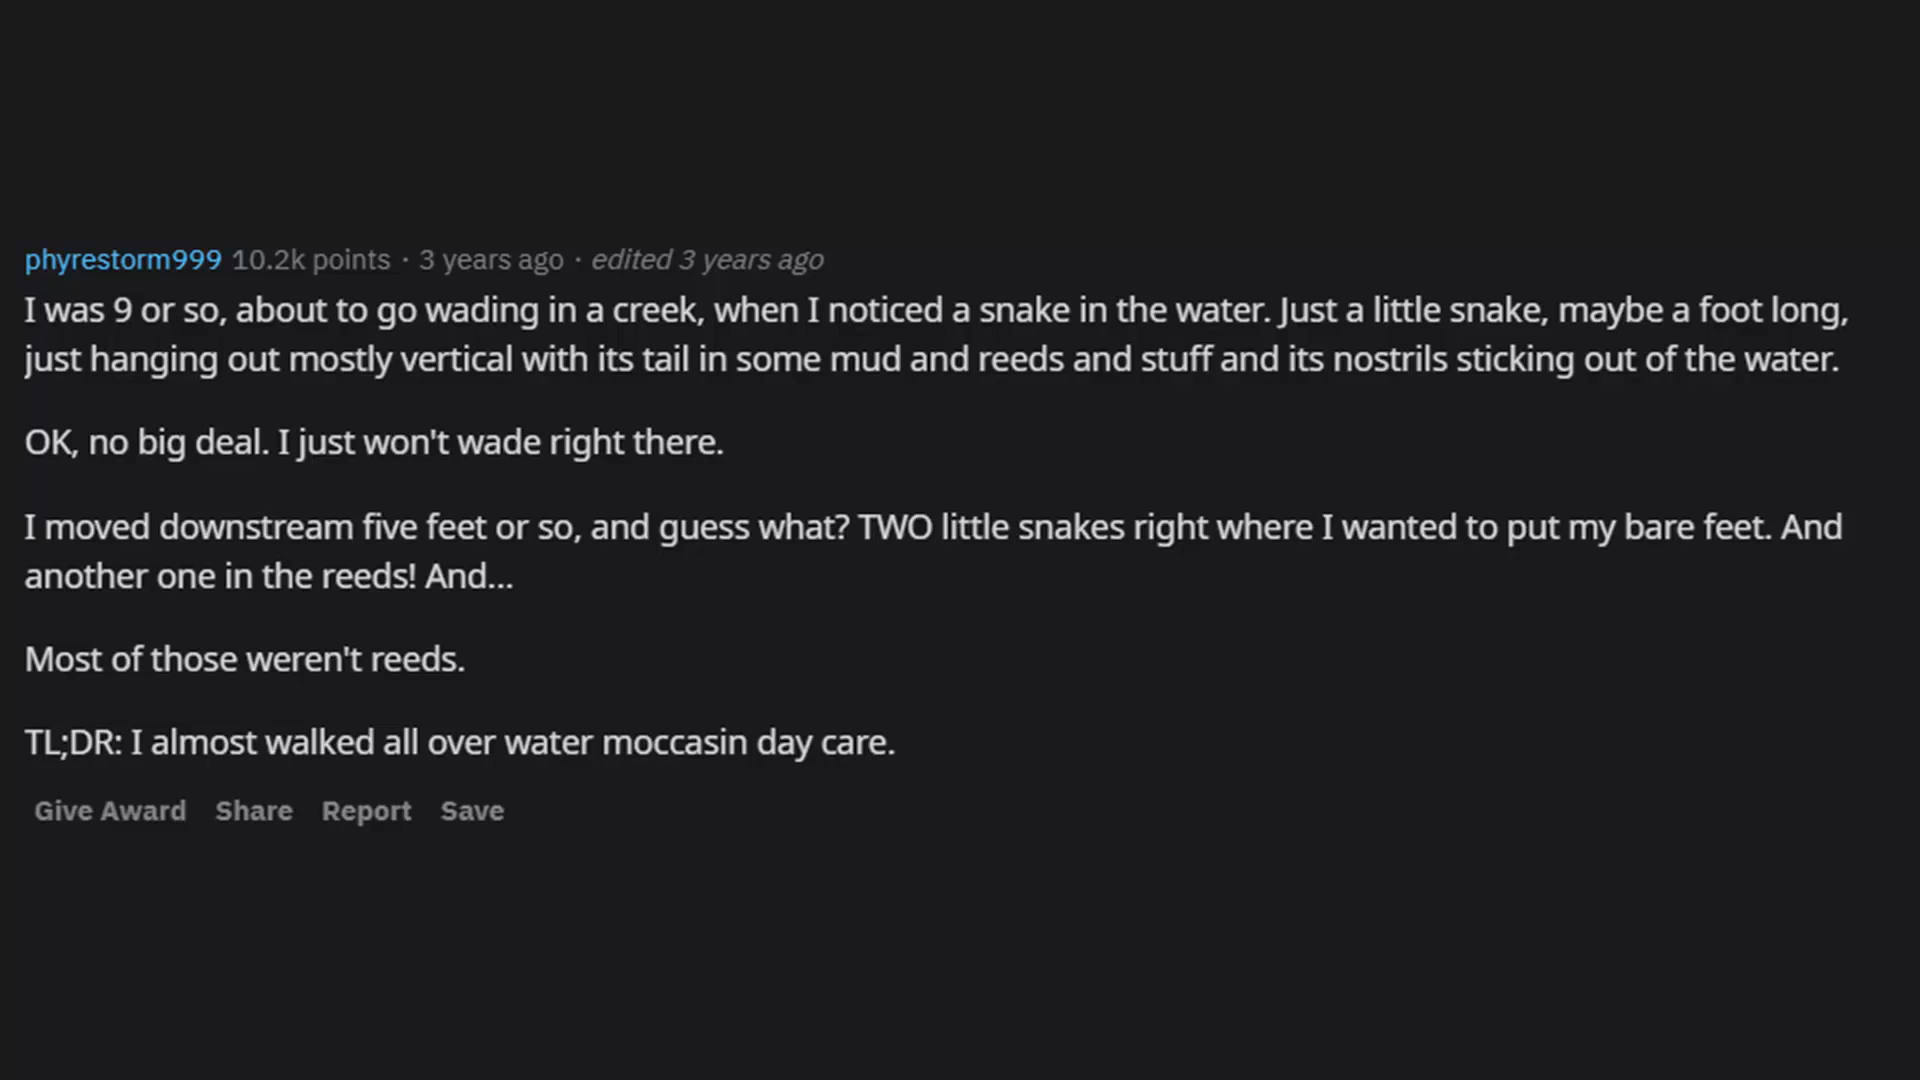 phyrestorm999 10.2k points · 3 years ago · edited 3 years ago
I was 9 or so, about to go wading in a creek, when I noticed a snake in the water. Just a little snake, maybe a foot long,
just hanging out mostly vertical with its tail in some mud and reeds and stuff and its nostrils sticking out of the water.
OK, no big deal. I just won't wade right there.
I moved downstream five feet or so, and guess what? TWO little snakes right where I wanted to put my bare feet. And
another one in the reeds! And...
Most of those weren't reeds.
TL;DR: I almost walked all over water moccasin day care.
Give Award Share Report Save